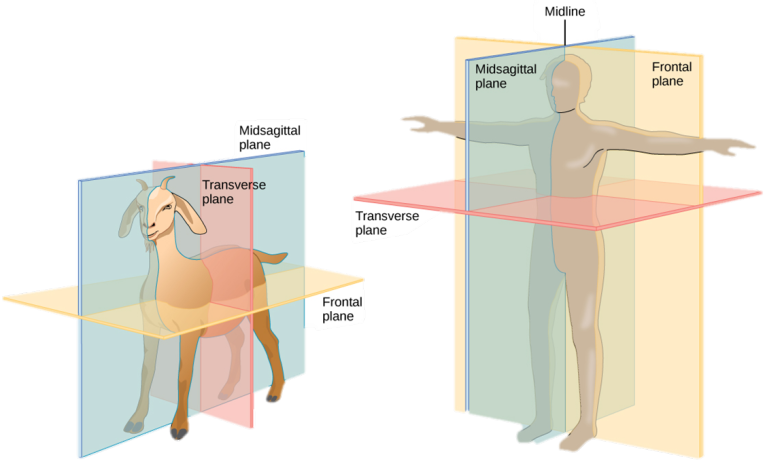 Midsagittal
plane
Transverse
plane
Frontal
plane
Midline
Midsagittal
plane
Frontal
plane
Transverse
plane